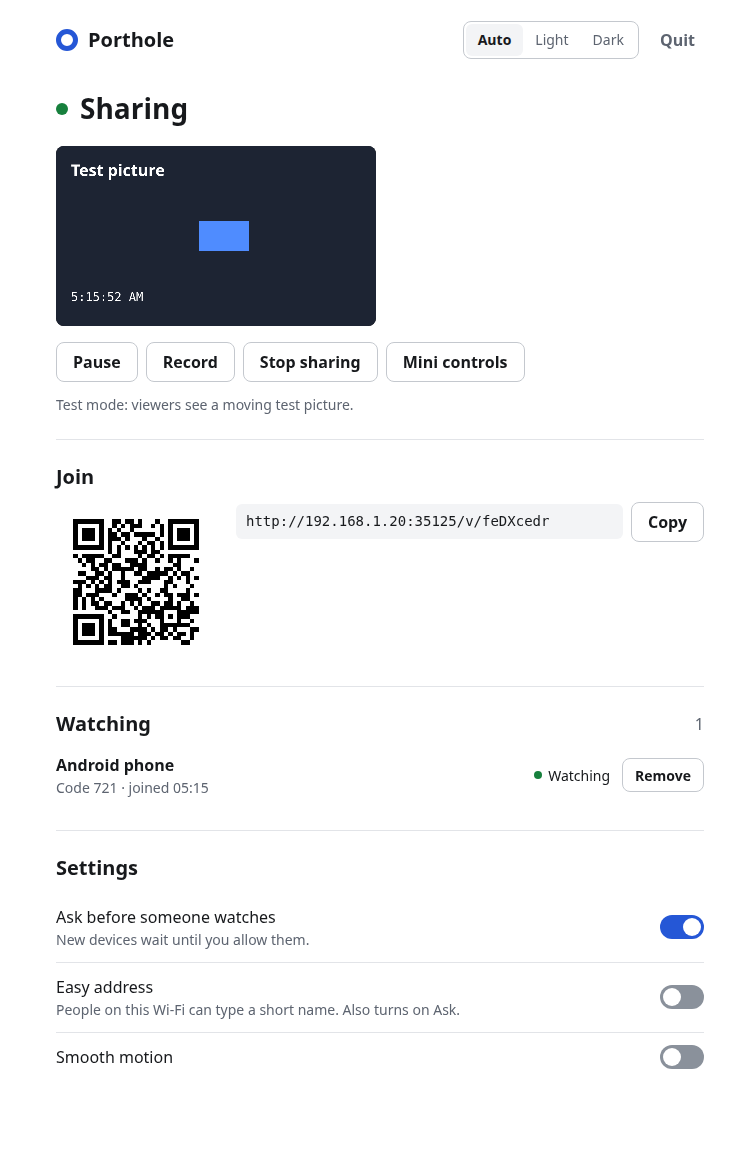 Porthole
Auto Light Dark Quit
Sharing
Test picture
5:15:52 AM
Pause Record Stop sharing Mini controls
Test mode: viewers see a moving test picture.
Join
http://192.168.1.20:35125/v/feDXcedr Copy
Watching 1
Android phone
Code 721 · joined 05:15
Watching Remove
Settings
Ask before someone watches
New devices wait until you allow them.
Easy address
People on this Wi-Fi can type a short name. Also turns on Ask.
Smooth motion